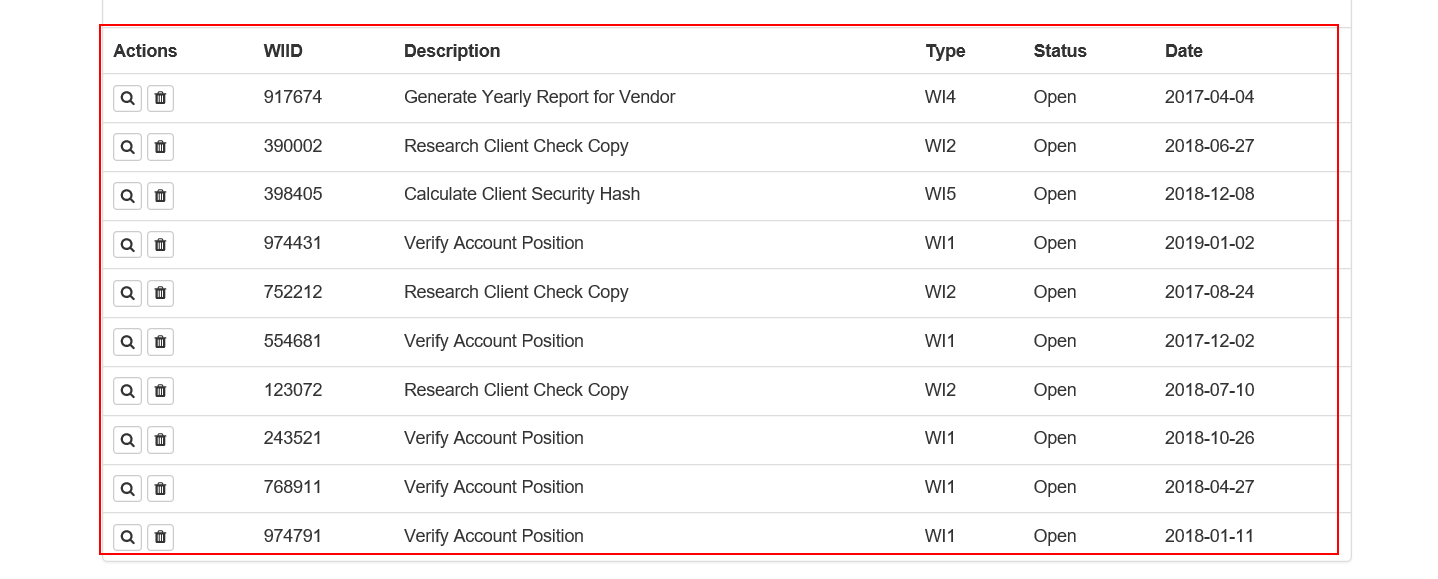 Actions WIID Description Type Status Date
917674 Generate Yearly Report for Vendor WI4 Open 2017-04-04
390002 Research Client Check Copy WI2 Open 2018-06-27
398405 Calculate Client Security Hash WI5 Open 2018-12-08
974431 Verify Account Position WI1 Open 2019-01-02
752212 Research Client Check Copy WI2 Open 2017-08-24
554681 Verify Account Position WI1 Open 2017-12-02
123072 Research Client Check Copy WI2 Open 2018-07-10
243521 Verify Account Position WI1 Open 2018-10-26
768911 Verify Account Position WI1 Open 2018-04-27
974791 Verify Account Position WI1 Open 2018-01-11